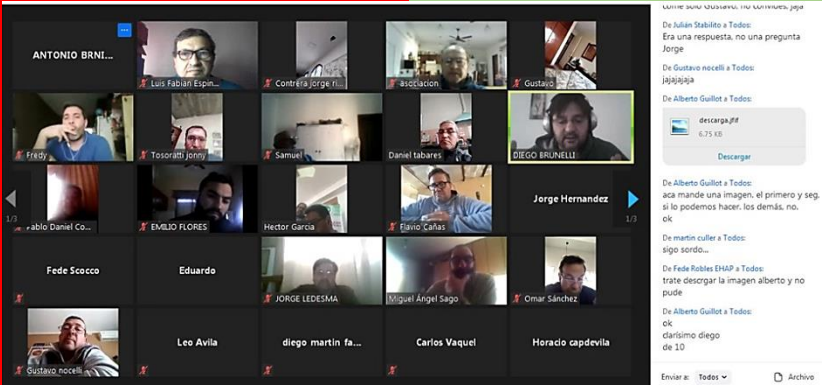 ANTONIO BRNI...
Luis Fabian Espin...
Contrera jorge ri...
asociacion
Gustavo
Fredy
Tosoratti jonny
Samuel
Daniel tabares
DIEGO BRUNELLI
1/3
Pablo Daniel Co...
EMILIO FLORES
Hector Garcia
Flavio Cañas
Jorge Hernandez
1/3
Fede Scocco
Eduardo
JORGE LEDESMA
Miguel Ángel Sago
Omar Sánchez
Gustavo nocelli
Leo Avila
diego martin fa...
Carlos Vaquel
Horacio capdevila
come solo Gustavo, no convides, jaja
De Julián Stabilito a Todos:
Era una respuesta, no una pregunta
Jorge
De Gustavo nocelli a Todos:
jajajajaja
De Alberto Guillot a Todos:
descarga.jfif
6.75 KB
Descargar
De Alberto Guillot a Todos:
aca mande una imagen. el primero y seg.
si lo podemos hacer. los demás, no.
ok
De martin culler a Todos:
sigo sordo...
De Fede Robles EHAP a Todos:
trate descrgar la imagen alberto y no
pude
De Alberto Guillot a Todos:
ok
clarísimo diego
de 10
Enviar a: Todos
Archivo